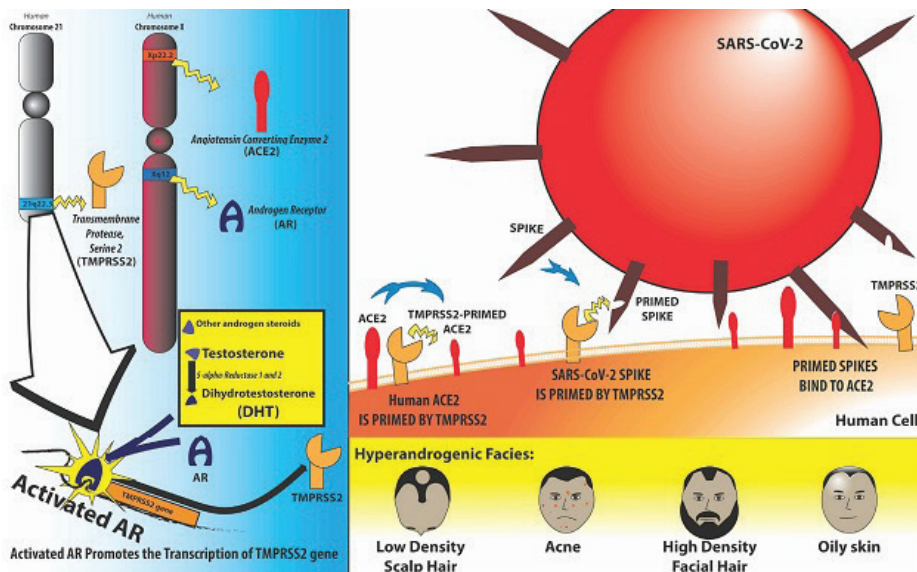 Human
Chromosome 21
Human
Chromosome X
Xp22.2
Angiotensin Converting Enzyme 2
(ACE2)
21q22.3
Transmembrane
Protease,
Serine 2
(TMPRSS2)
Xq12
Androgen Receptor
(AR)
Other androgen steroids
Testosterone
5-alpha Reductase 1 and 2
Dihydrotestosterone
(DHT)
AR
TMPRSS2
Activated AR
TMPRSS2 gene
Activated AR Promotes the Transcription of TMPRSS2 gene
SARS-CoV-2
SPIKE
ACE2
TMPRSS2-PRIMED
ACE2
PRIMED
SPIKE
TMPRSS2
Human ACE2
IS PRIMED BY TMPRSS2
SARS-CoV-2 SPIKE
IS PRIMED BY TMPRSS2
PRIMED SPIKES
BIND TO ACE2
Human Cell
Hyperandrogenic Facies:
Low Density
Scalp Hair
Acne
High Density
Facial Hair
Oily skin